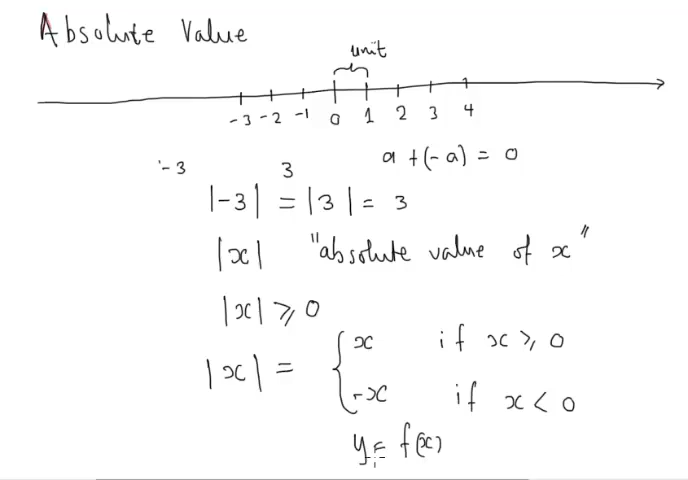 Absolute Value
unit
-3 -2 -1 0 1 2 3 4
-3 3 a + (-a) = 0
|-3| = |3| = 3
|x| "absolute value of x"
|x| ⩾ 0
|x| = { x if x ⩾ 0
-x if x < 0
y = f(x)